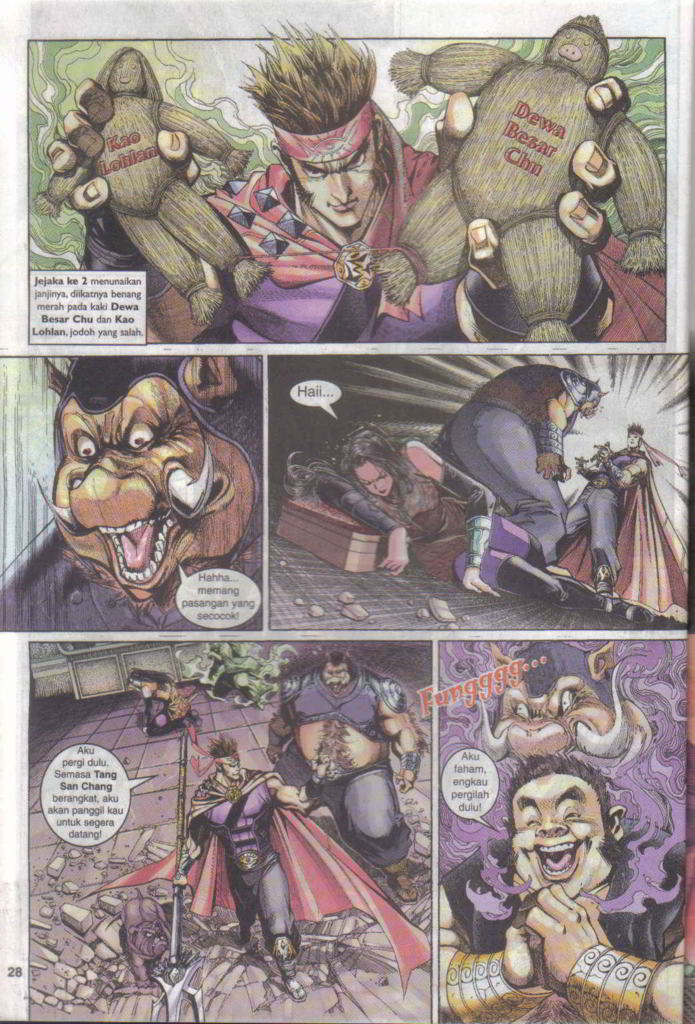 Kao
Lohlan
Dewa
Besar
Chu
Jejaka ke 2 menunaikan
janjinya, diikatnya benang
merah pada kaki Dewa
Besar Chu dan Kao
Lohlan, jodoh yang salah.
Hahha...
memang
pasangan yang
secocok!
Haii...
Aku
pergi dulu.
Semasa Tang
San Chang
berangkat, aku
akan panggil kau
untuk segera
datang!
Fungggg...
Aku
faham,
engkau
pergilah
dulu!
28